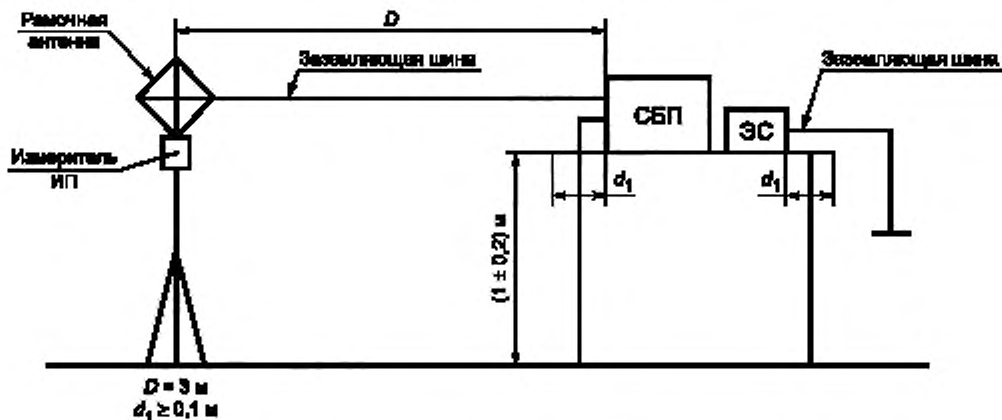 Рамочная
антенна
D
Заземляющая шина
Заземляющая шина
СБП
ЭС
Измеритель
ИП
d₁
d₁
(1 ± 0,2) м
D = 3 м
d₁ ≥ 0,1 м